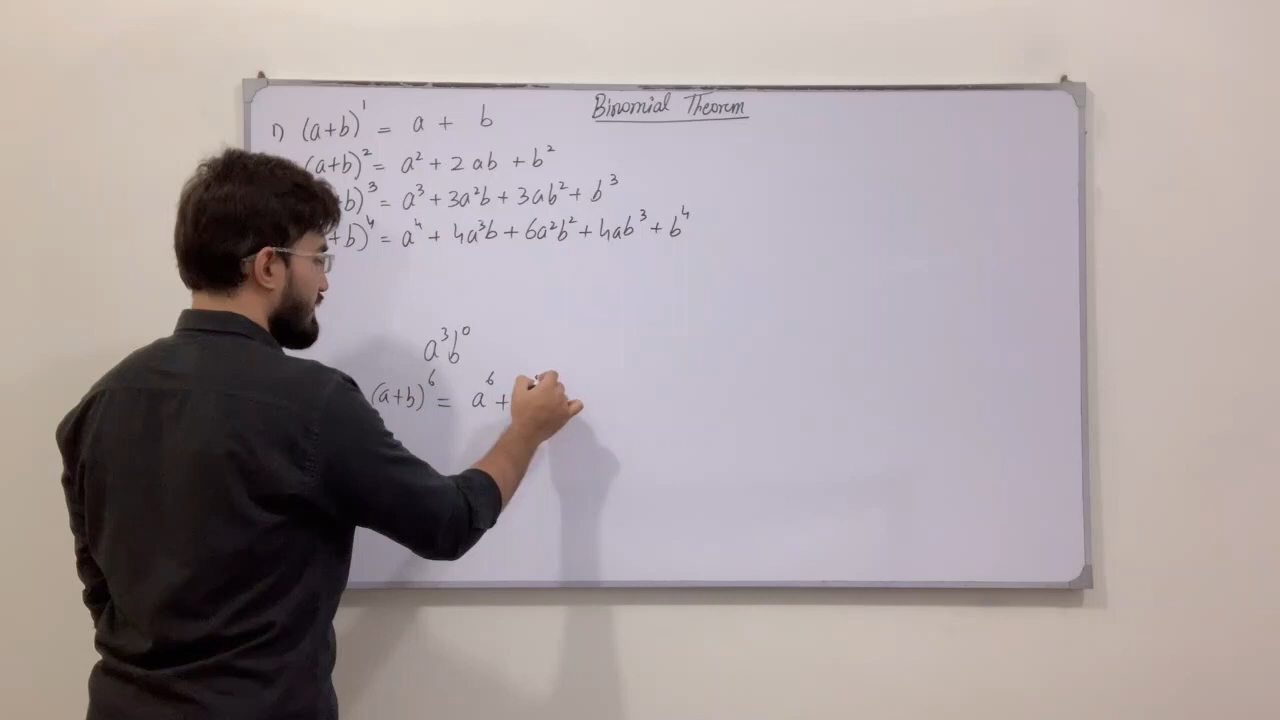 Binomial Theorem
1) (a+b)¹ = a + b
(a+b)² = a² + 2ab + b²
b)³ = a³ + 3a²b + 3ab² + b³
+b)⁴ = a⁴ + 4a³b + 6a²b² + 4ab³ + b⁴
a³b⁰
(a+b)⁶ = a⁶ +